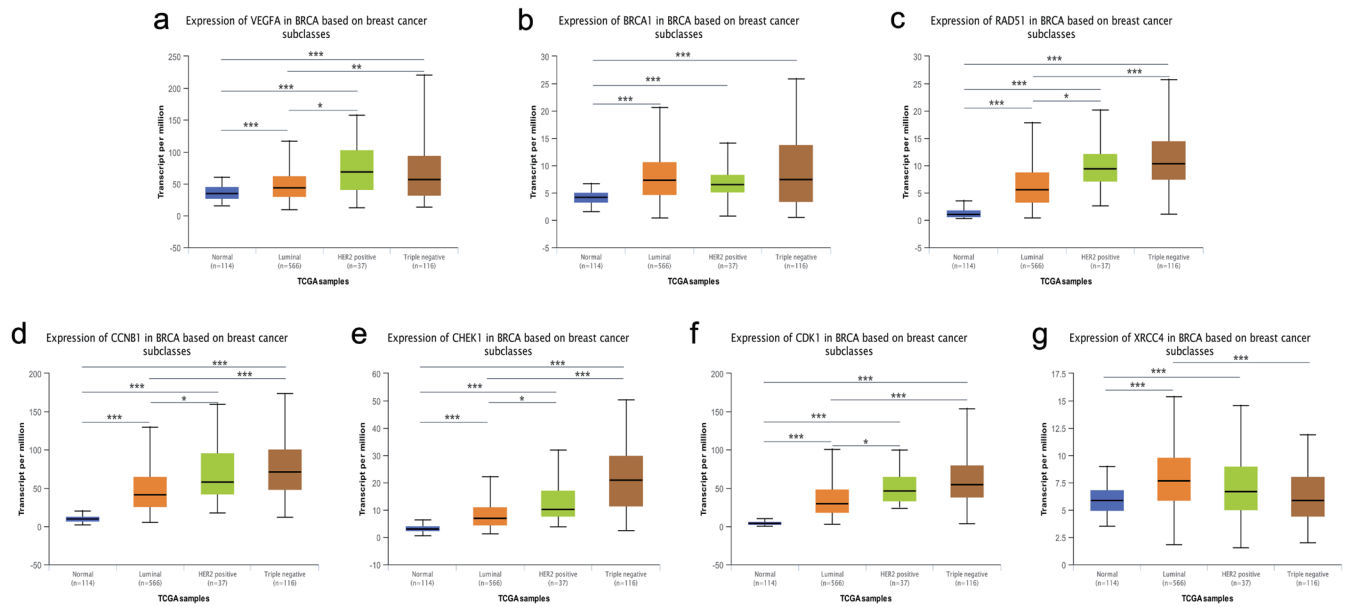 a
Expression of VEGFA in BRCA based on breast cancer
subclasses
Transcript per million
250
200
150
100
50
0
-50
***
**
***
*
***
Normal
(n=114)
Luminal
(n=566)
HER2 positive
(n=37)
Triple negative
(n=116)
TCGA samples
b
Expression of BRCA1 in BRCA based on breast cancer
subclasses
Transcript per million
30
25
20
15
10
5
0
-5
***
***
***
Normal
(n=114)
Luminal
(n=566)
HER2 positive
(n=37)
Triple negative
(n=116)
TCGA samples
c
Expression of RAD51 in BRCA based on breast cancer
subclasses
Transcript per million
30
25
20
15
10
5
0
-5
***
***
***
*
***
Normal
(n=114)
Luminal
(n=566)
HER2 positive
(n=37)
Triple negative
(n=116)
TCGA samples
d
Expression of CCNB1 in BRCA based on breast cancer
subclasses
Transcript per million
200
150
100
50
0
-50
***
***
***
*
***
Normal
(n=114)
Luminal
(n=566)
HER2 positive
(n=37)
Triple negative
(n=116)
TCGA samples
e
Expression of CHEK1 in BRCA based on breast cancer
subclasses
Transcript per million
60
50
40
30
20
10
0
-10
***
***
***
*
***
Normal
(n=114)
Luminal
(n=566)
HER2 positive
(n=37)
Triple negative
(n=116)
TCGA samples
f
Expression of CDK1 in BRCA based on breast cancer
subclasses
Transcript per million
200
150
100
50
0
-50
***
***
***
***
*
Normal
(n=114)
Luminal
(n=566)
HER2 positive
(n=37)
Triple negative
(n=116)
TCGA samples
g
Expression of XRCC4 in BRCA based on breast cancer
subclasses
Transcript per million
17.5
15
12.5
10
7.5
5
2.5
0
***
***
***
Normal
(n=114)
Luminal
(n=566)
HER2 positive
(n=37)
Triple negative
(n=116)
TCGA samples